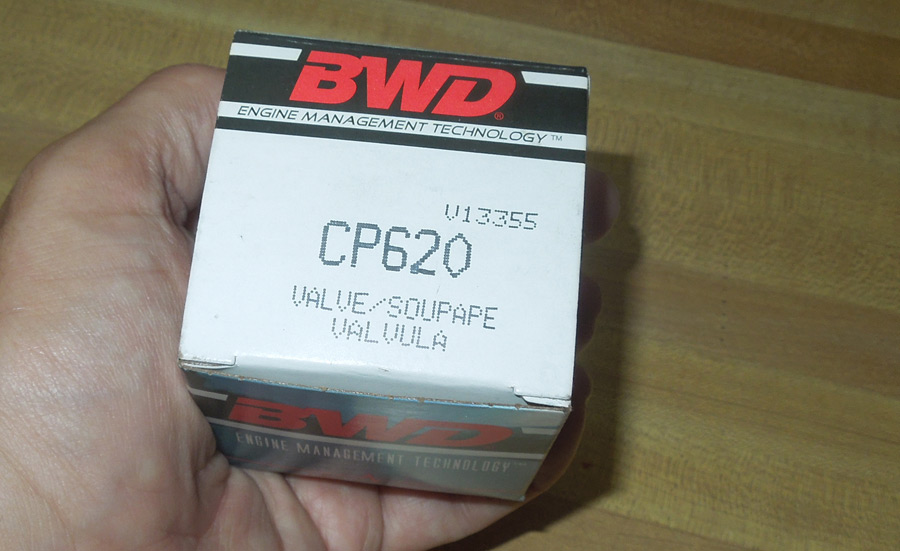 BWD®
ENGINE MANAGEMENT TECHNOLOGY™
V13355
CP620
VALVE/SOUPAPE
VALVULA
BWD
ENGINE MANAGEMENT TECHNOLOGY™